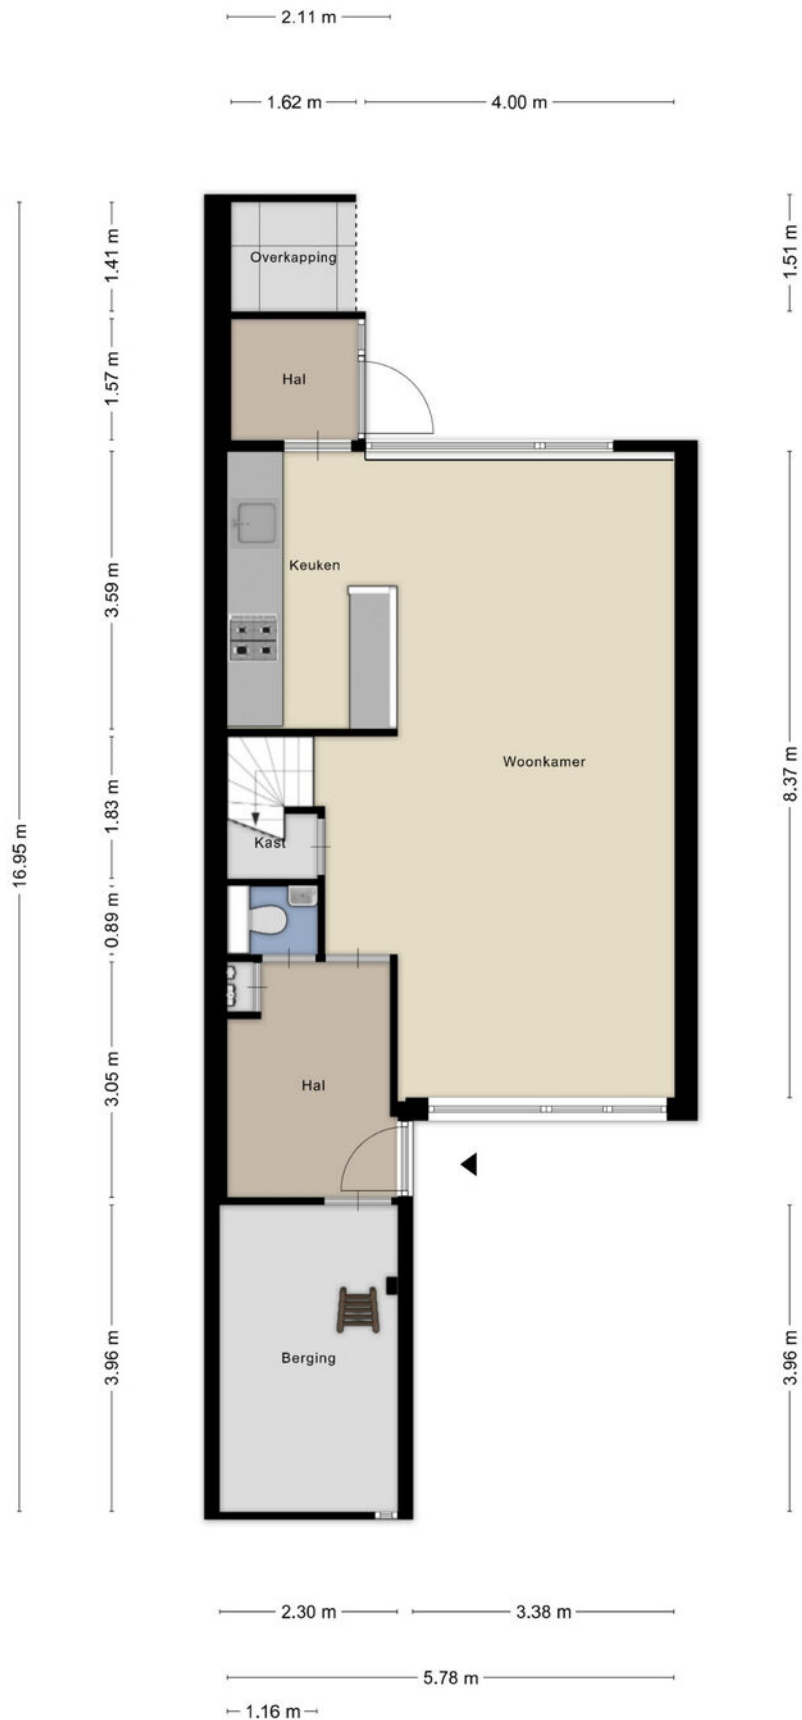 2.11 m
1.62 m
4.00 m
1.41 m
1.51 m
Overkapping
1.57 m
Hal
3.59 m
Keuken
16.95 m
8.37 m
Woonkamer
1.83 m
Kast
0.89 m
3.05 m
Hal
3.96 m
3.96 m
Berging
2.30 m
3.38 m
5.78 m
1.16 m